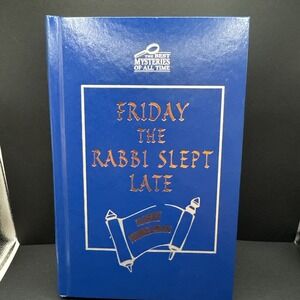 THE BEST
MYSTERIES
OF ALL TIME
FRIDAY
THE
RABBI SLEPT
LATE